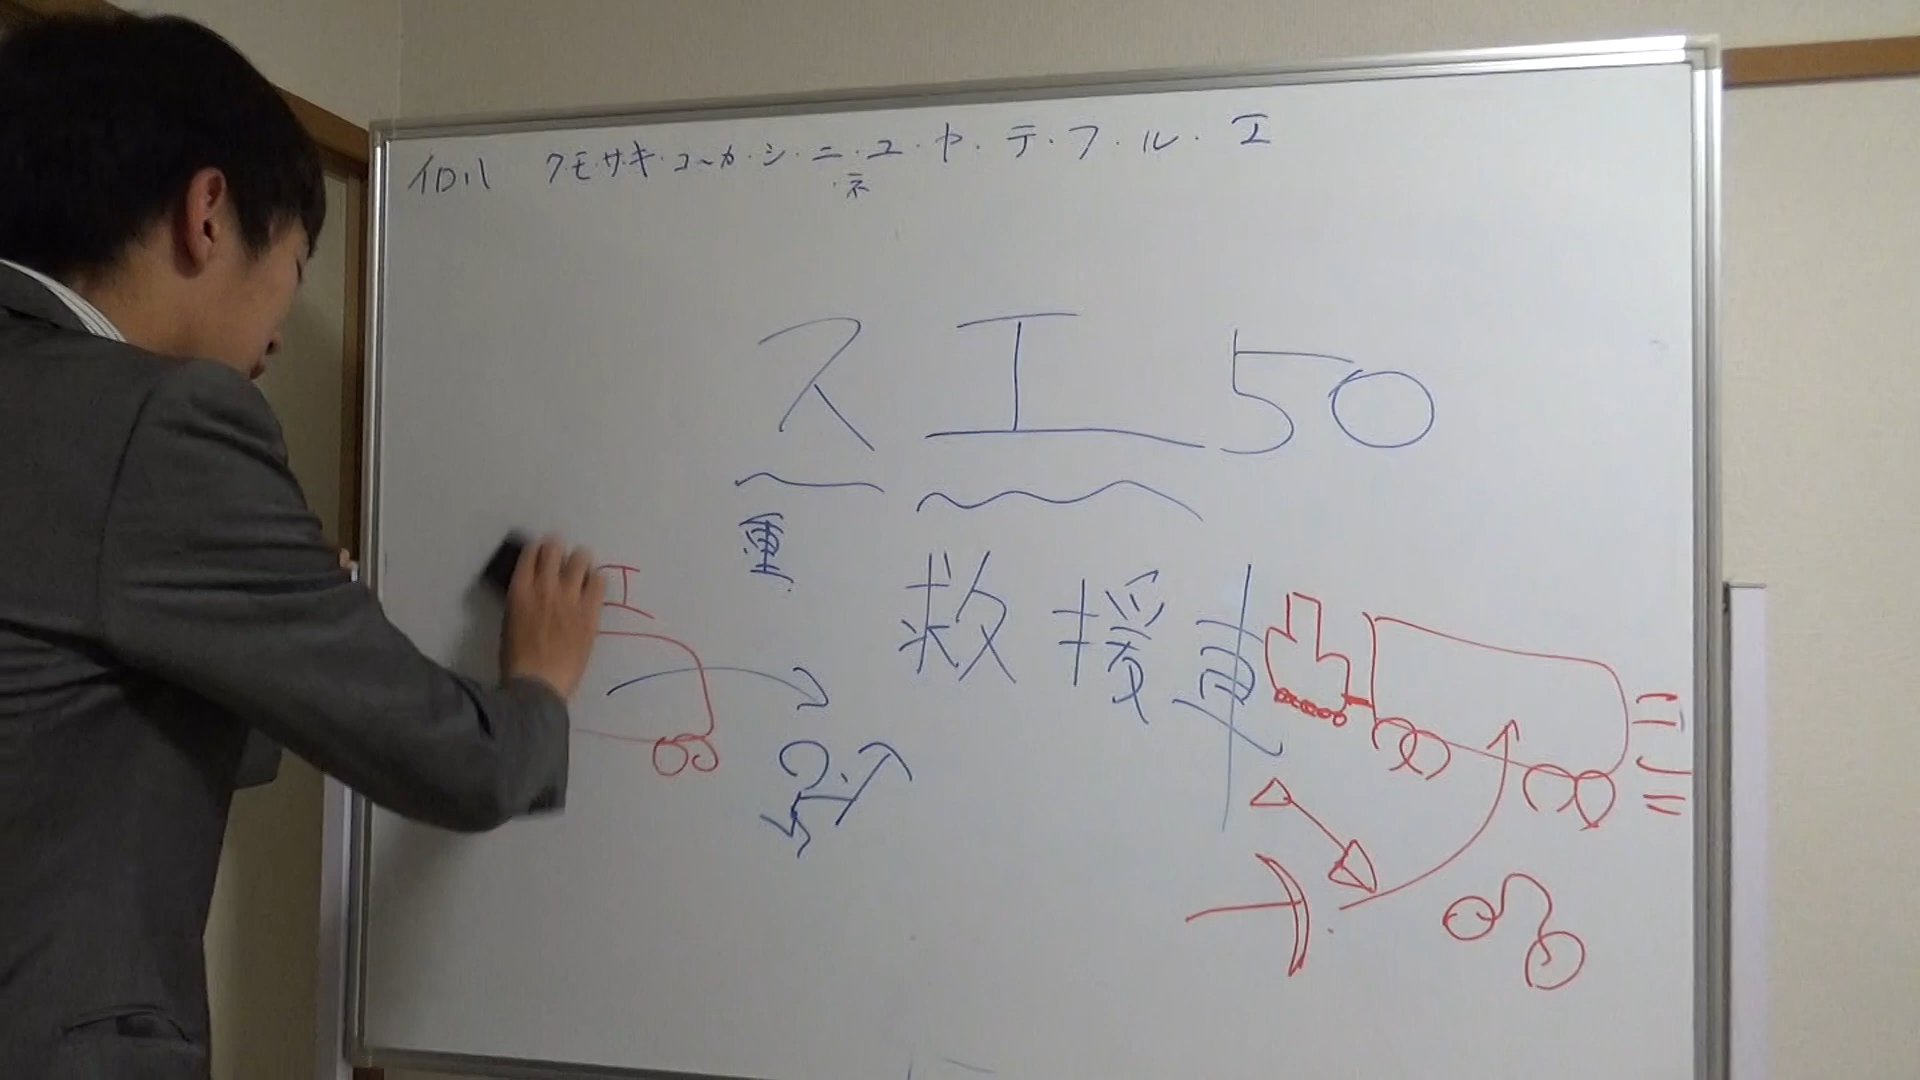 イロハ クモ・サ・キ・コ～カ・シ・ニ・ユ・ヤ・テ・フ・ル・エ
・ネ
スエ50
重
救援車
エ